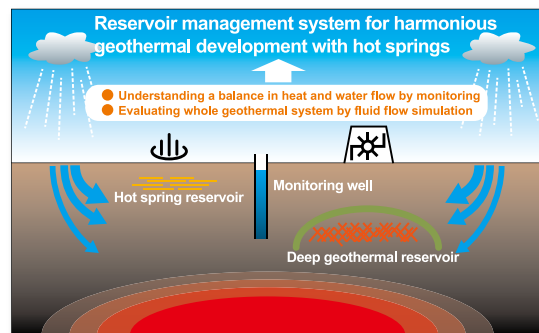 Reservoir management system for harmonious
geothermal development with hot springs
Understanding a balance in heat and water flow by monitoring
Evaluating whole geothermal system by fluid flow simulation
Hot spring reservoir
Monitoring well
Deep geothermal reservoir